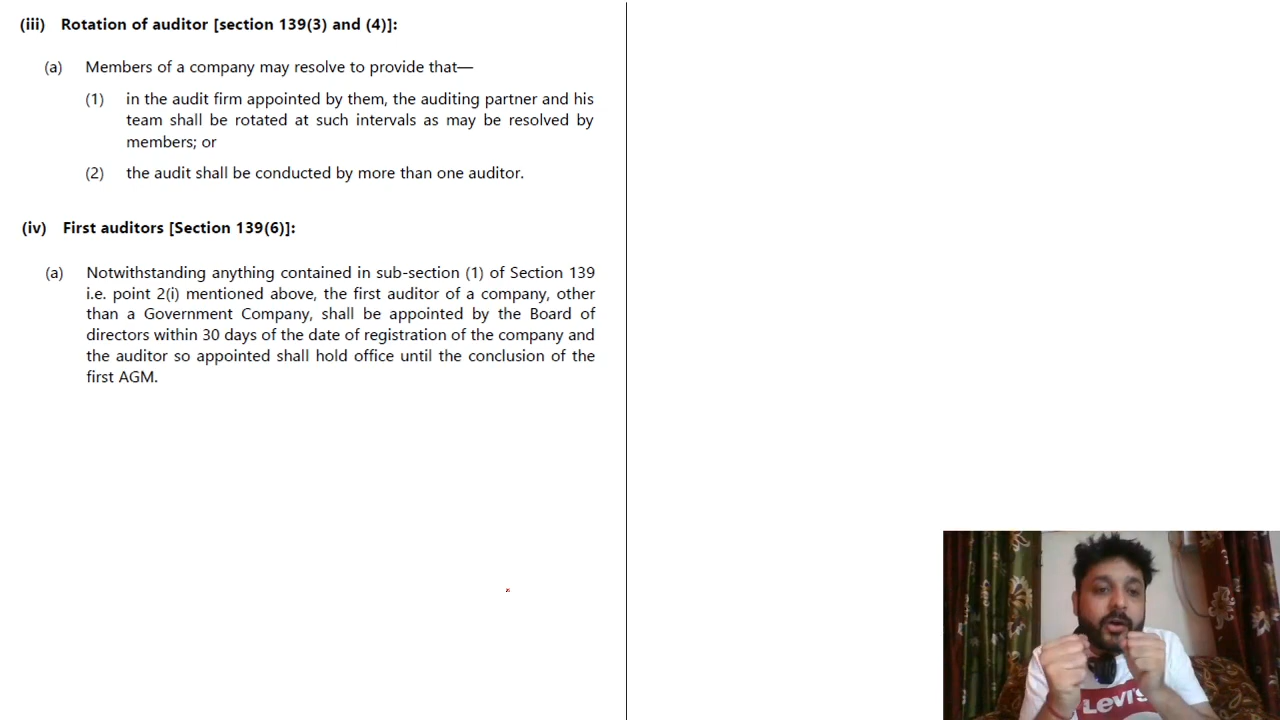 (iii) Rotation of auditor [section 139(3) and (4)]:
(a) Members of a company may resolve to provide that—
(1) in the audit firm appointed by them, the auditing partner and his
team shall be rotated at such intervals as may be resolved by
members; or
(2) the audit shall be conducted by more than one auditor.
(iv) First auditors [Section 139(6)]:
(a) Notwithstanding anything contained in sub-section (1) of Section 139
i.e. point 2(i) mentioned above, the first auditor of a company, other
than a Government Company, shall be appointed by the Board of
directors within 30 days of the date of registration of the company and
the auditor so appointed shall hold office until the conclusion of the
first AGM.
Levi's